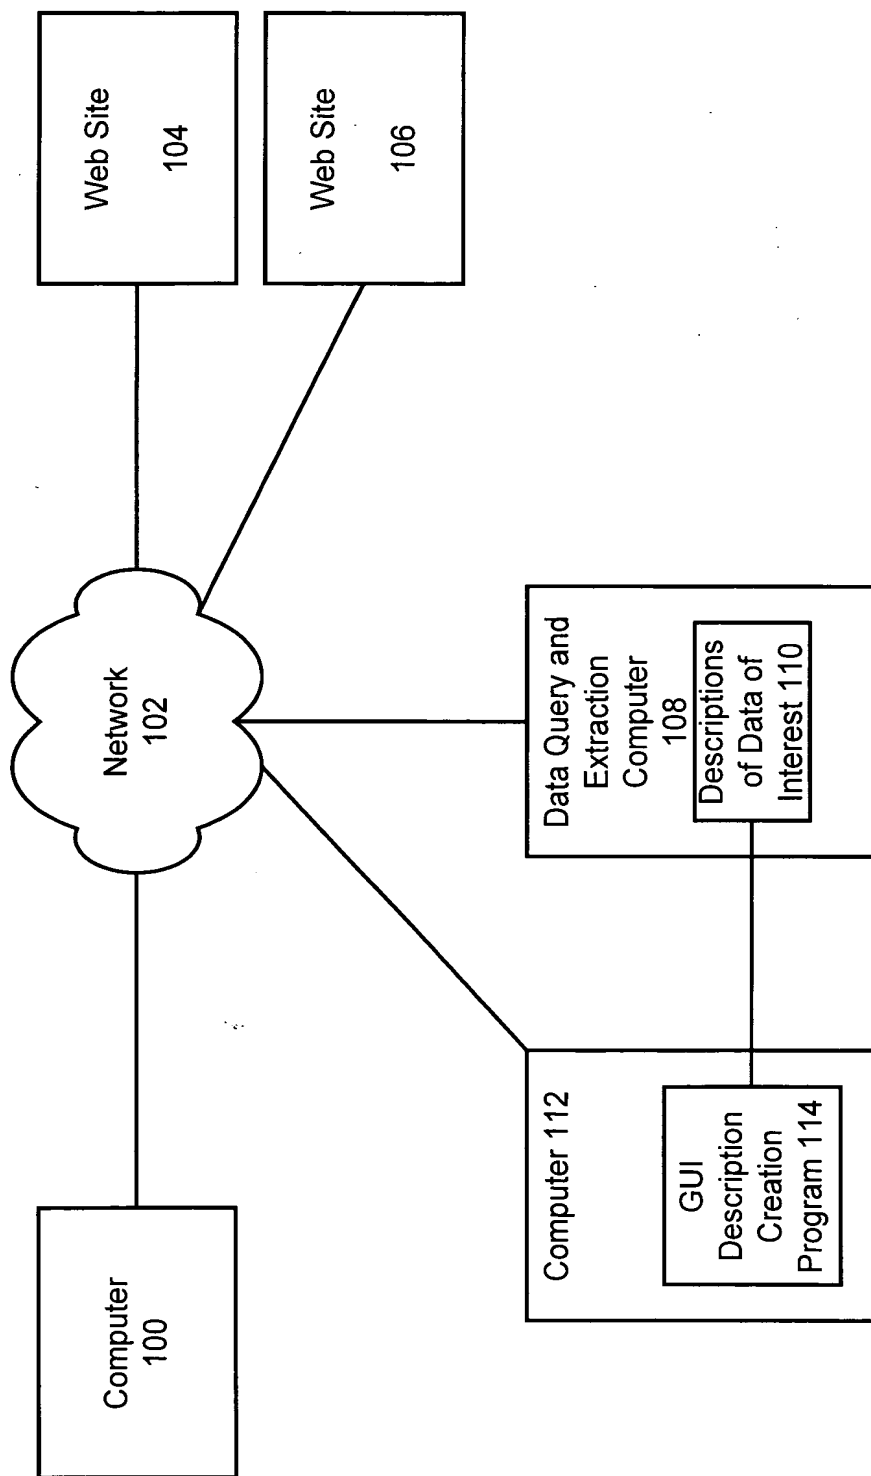 Computer
100
Network
102
Web Site
104
Web Site
106
Computer 112
GUI
Description
Creation
Program 114
Data Query and
Extraction
Computer
108
Descriptions
of Data of
Interest 110